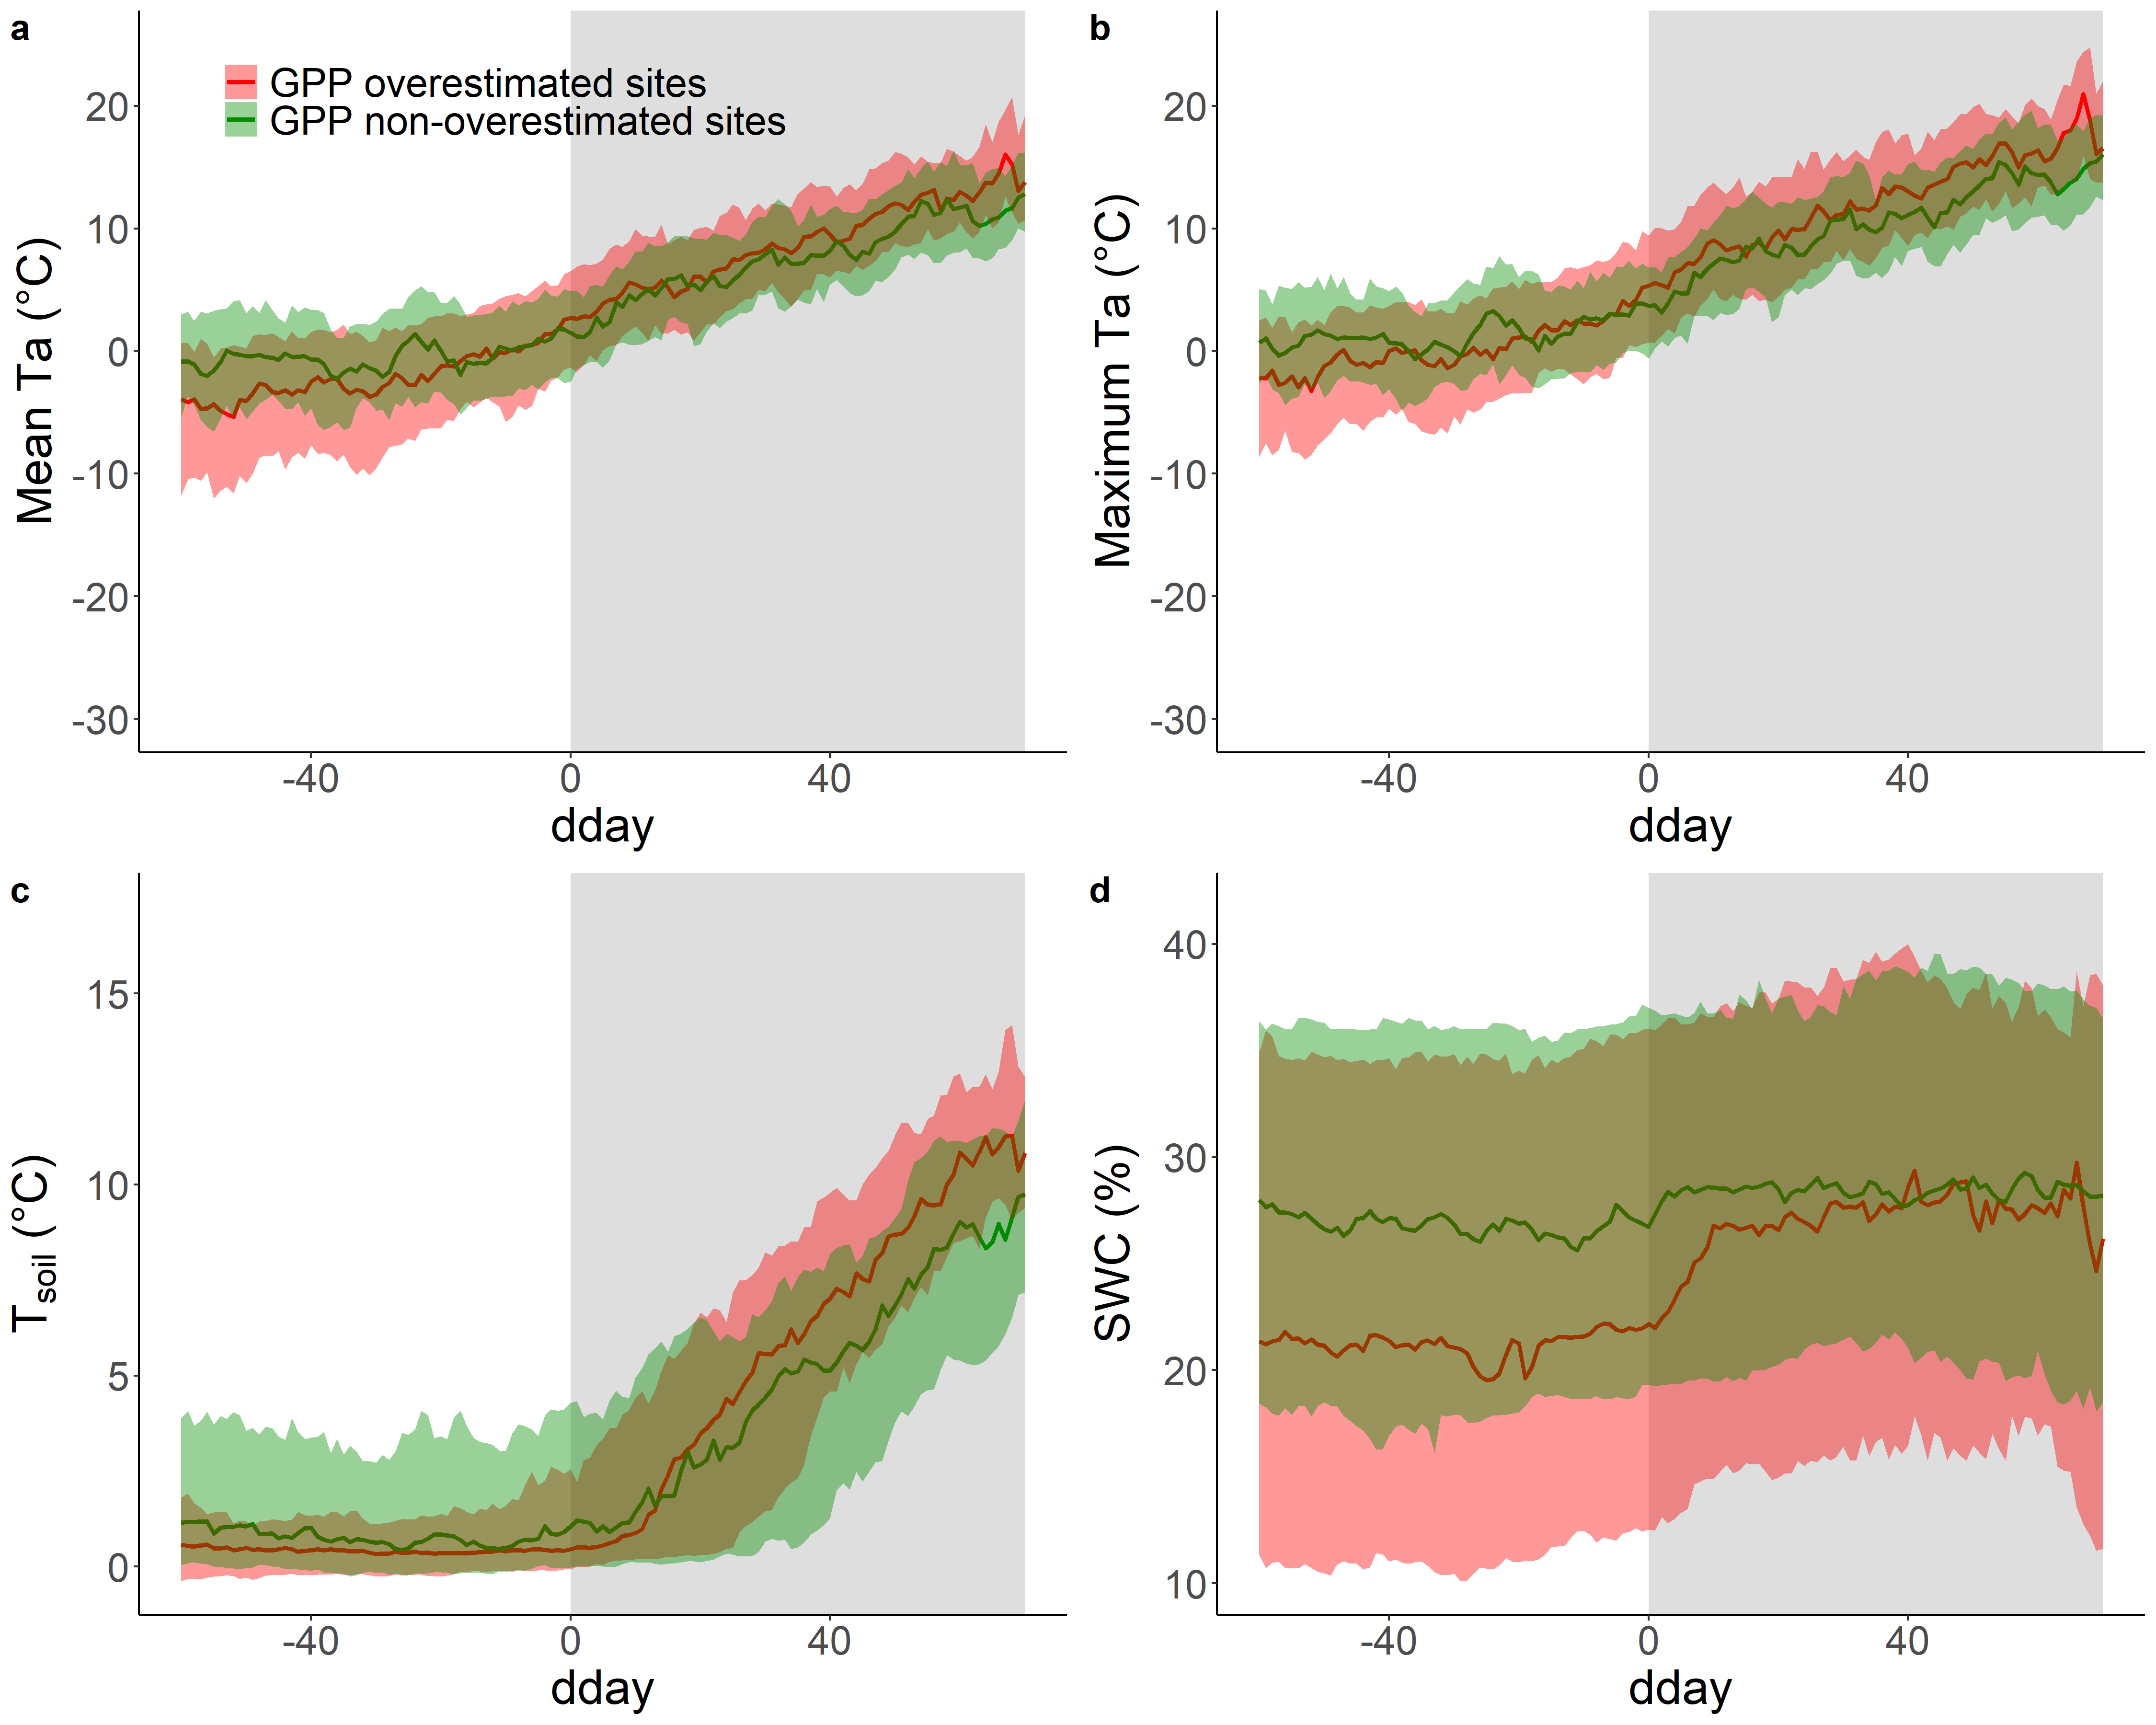 a
GPP overestimated sites
GPP non-overestimated sites
20
10
0
-10
-20
-30
Mean Ta (°C)
-40 0 40
dday
b
20
10
0
-10
-20
-30
Maximum Ta (°C)
-40 0 40
dday
c
15
10
5
0
Tsoil (°C)
-40 0 40
dday
d
40
30
20
10
SWC (%)
-40 0 40
dday